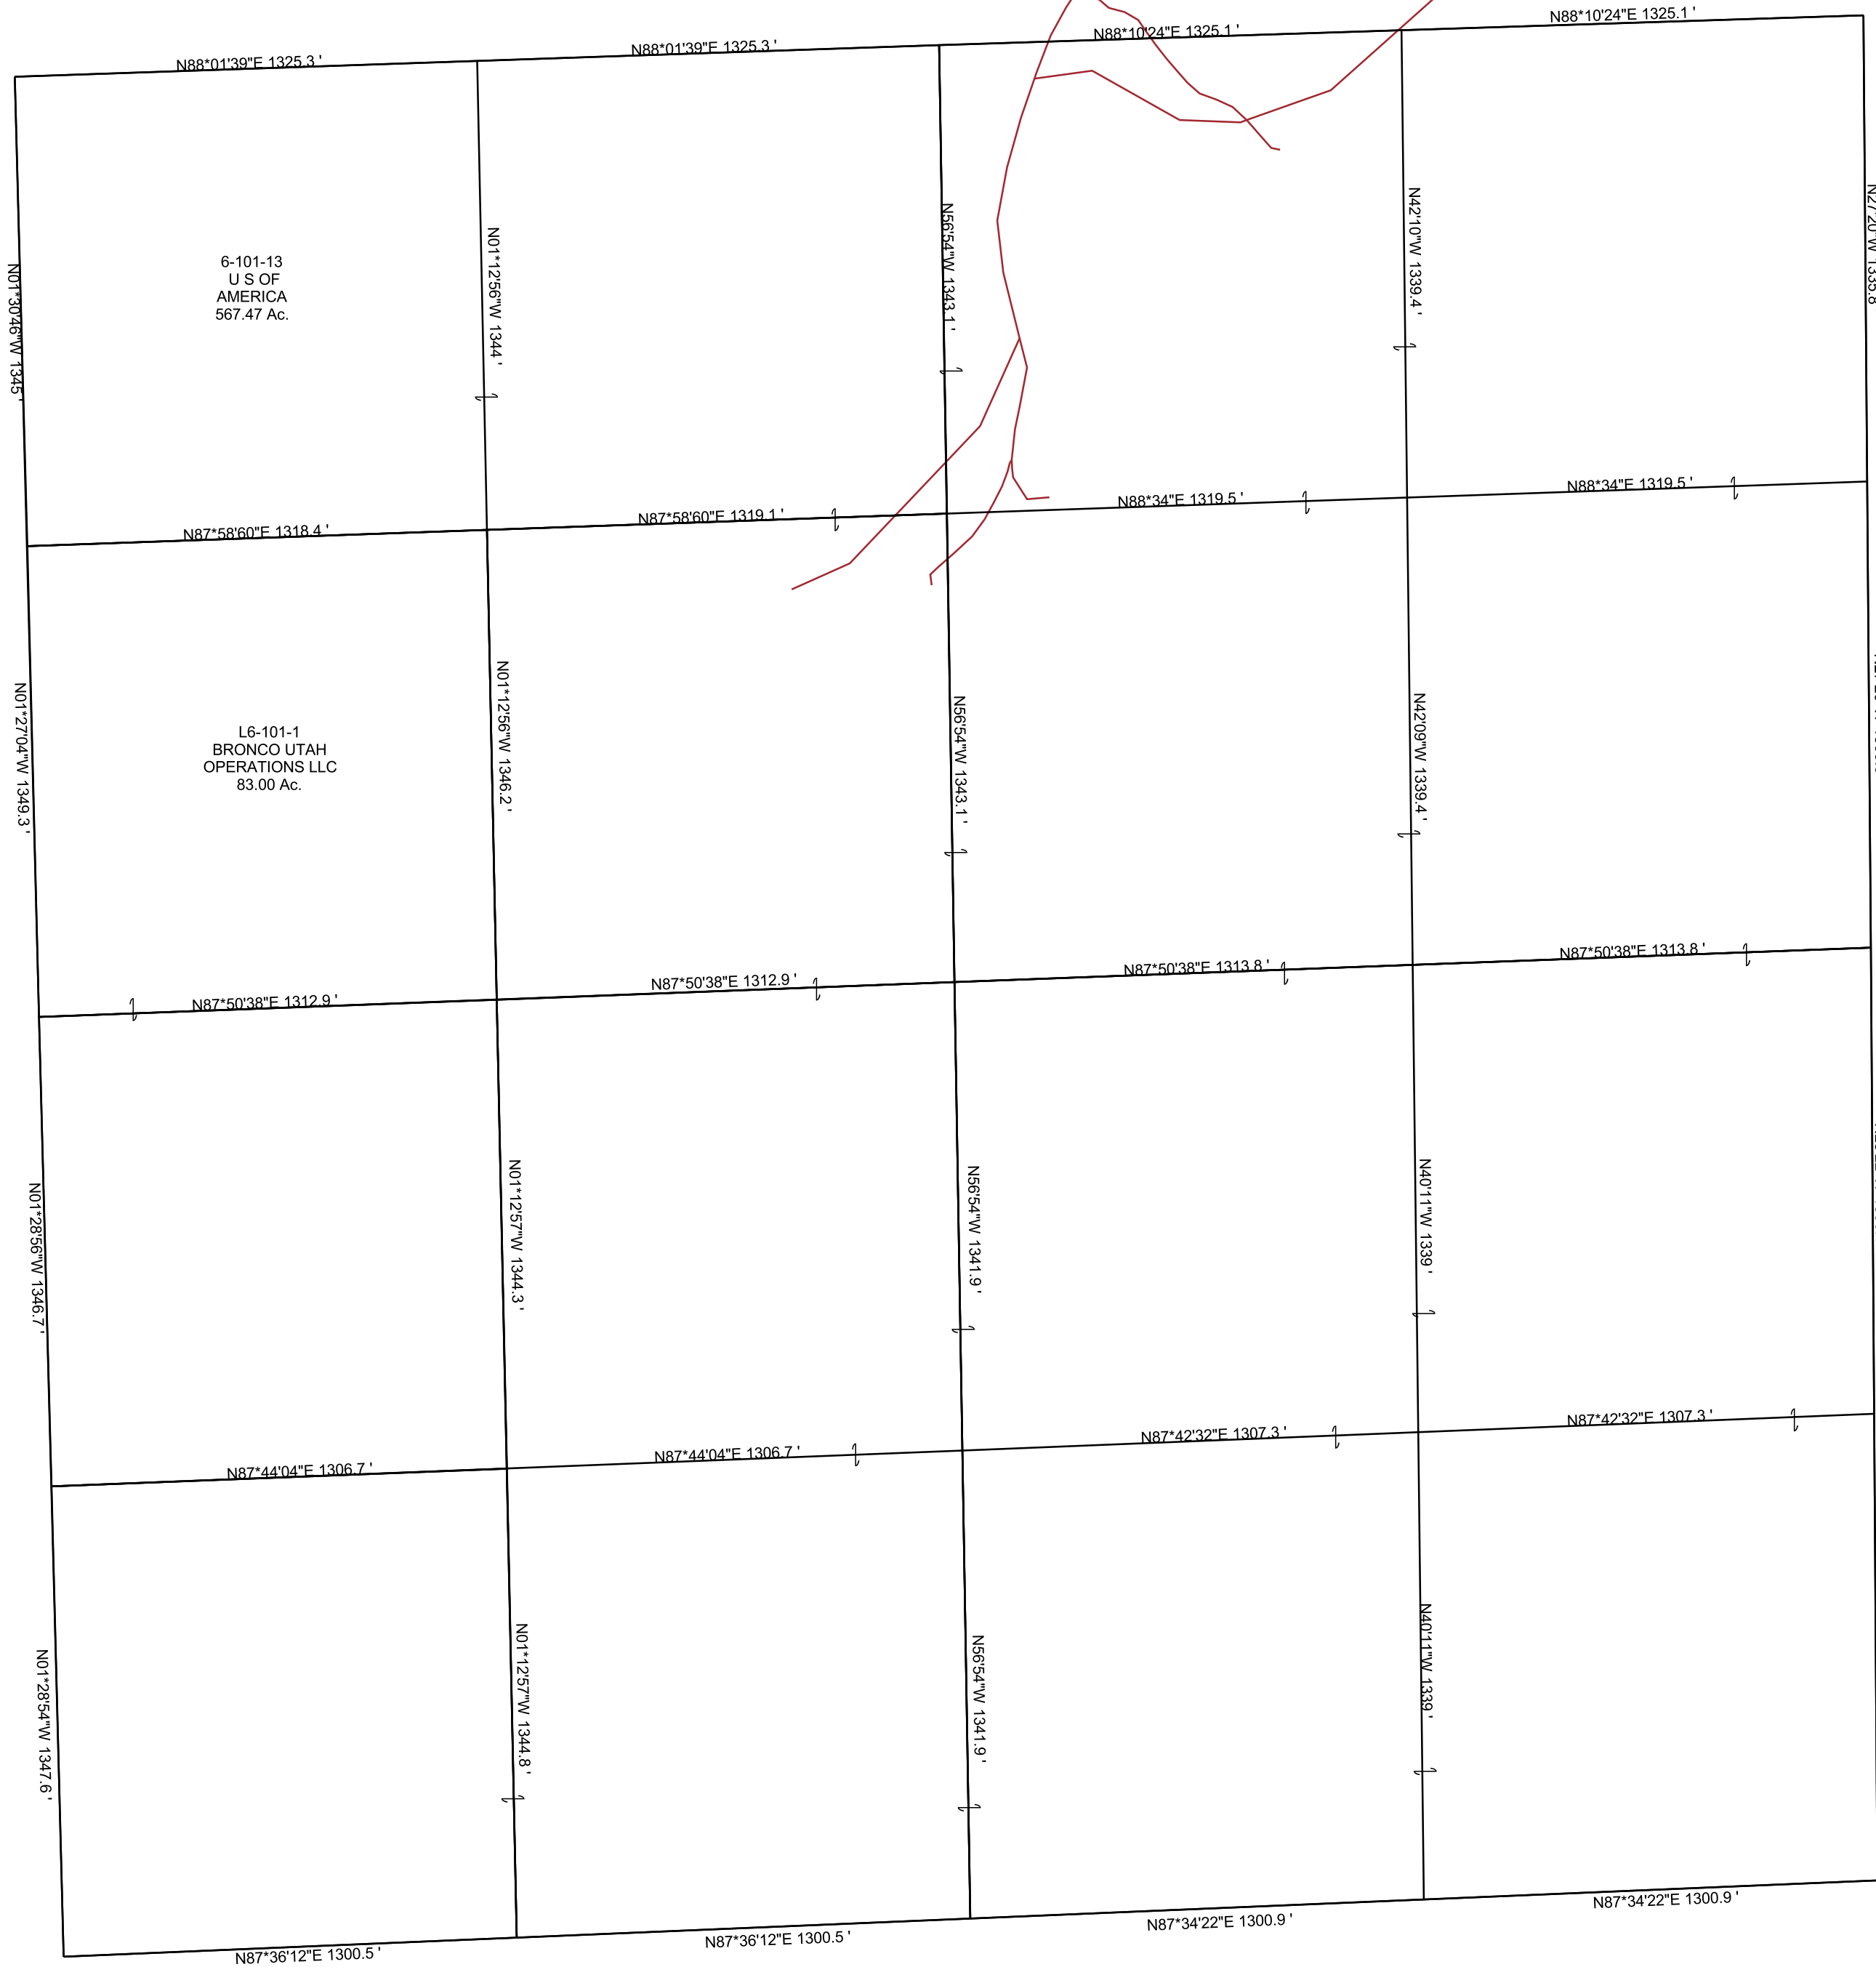 N88*10'24"E 1325.1 '
N88*10'24"E 1325.1 '
N88*01'39"E 1325.3 '
N88*01'39"E 1325.3 '
N01*30'46"W 1345 '
6-101-13
U S OF
AMERICA
567.47 Ac.
N01*12'56"W 1344 '
N56'54"W 1343.1 '
N42'10"W 1339.4 '
N27'20"W 1335.8
N87*58'60"E 1318.4 '
N87*58'60"E 1319.1 '
N88*34"E 1319.5 '
N88*34"E 1319.5 '
N01*27'04"W 1349.3 '
L6-101-1
BRONCO UTAH
OPERATIONS LLC
83.00 Ac.
N01*12'56"W 1346.2 '
N56'54"W 1343.1 '
N42'09"W 1339.4 '
N87*50'38"E 1312.9 '
N87*50'38"E 1312.9 '
N87*50'38"E 1313.8 '
N87*50'38"E 1313.8 '
N01*28'56"W 1346.7 '
N01*12'57"W 1344.3 '
N56'54"W 1341.9 '
N40'11"W 1339 '
N87*44'04"E 1306.7 '
N87*44'04"E 1306.7 '
N87*42'32"E 1307.3 '
N87*42'32"E 1307.3 '
N01*28'54"W 1347.6 '
N01*12'57"W 1344.8 '
N56'54"W 1341.9 '
N40'11"W 1339 '
N87*36'12"E 1300.5 '
N87*36'12"E 1300.5 '
N87*34'22"E 1300.9 '
N87*34'22"E 1300.9 '